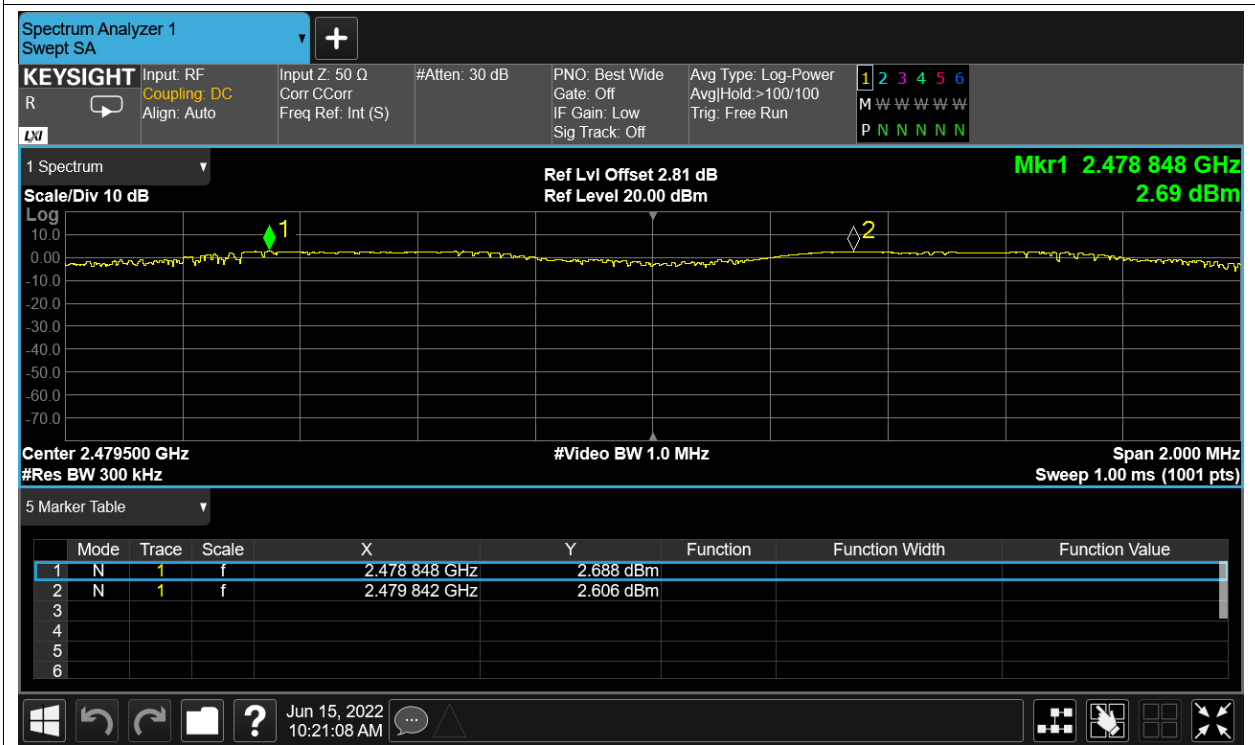 Spectrum Analyzer 1
Swept SA
KEYSIGHT
R
LXI
Input: RF
Coupling: DC
Align: Auto
Input Z: 50 Ω
Corr CCorr
Freq Ref: Int (S)
#Atten: 30 dB
PNO: Best Wide
Gate: Off
IF Gain: Low
Sig Track: Off
Avg Type: Log-Power
Avg|Hold:>100/100
Trig: Free Run
1 2 3 4 5 6
M W W W W W
P N N N N N
1 Spectrum
Scale/Div 10 dB
Ref Lvl Offset 2.81 dB
Ref Level 20.00 dBm
Mkr1 2.478 848 GHz
2.69 dBm
Log
10.0
0.00
-10.0
-20.0
-30.0
-40.0
-50.0
-60.0
-70.0
1
2
Center 2.479500 GHz
#Res BW 300 kHz
#Video BW 1.0 MHz
Span 2.000 MHz
Sweep 1.00 ms (1001 pts)
5 Marker Table
Mode Trace Scale X Y Function Function Width Function Value
1 N 1 f 2.478 848 GHz 2.688 dBm
2 N 1 f 2.479 842 GHz 2.606 dBm
3
4
5
6
?
Jun 15, 2022
10:21:08 AM